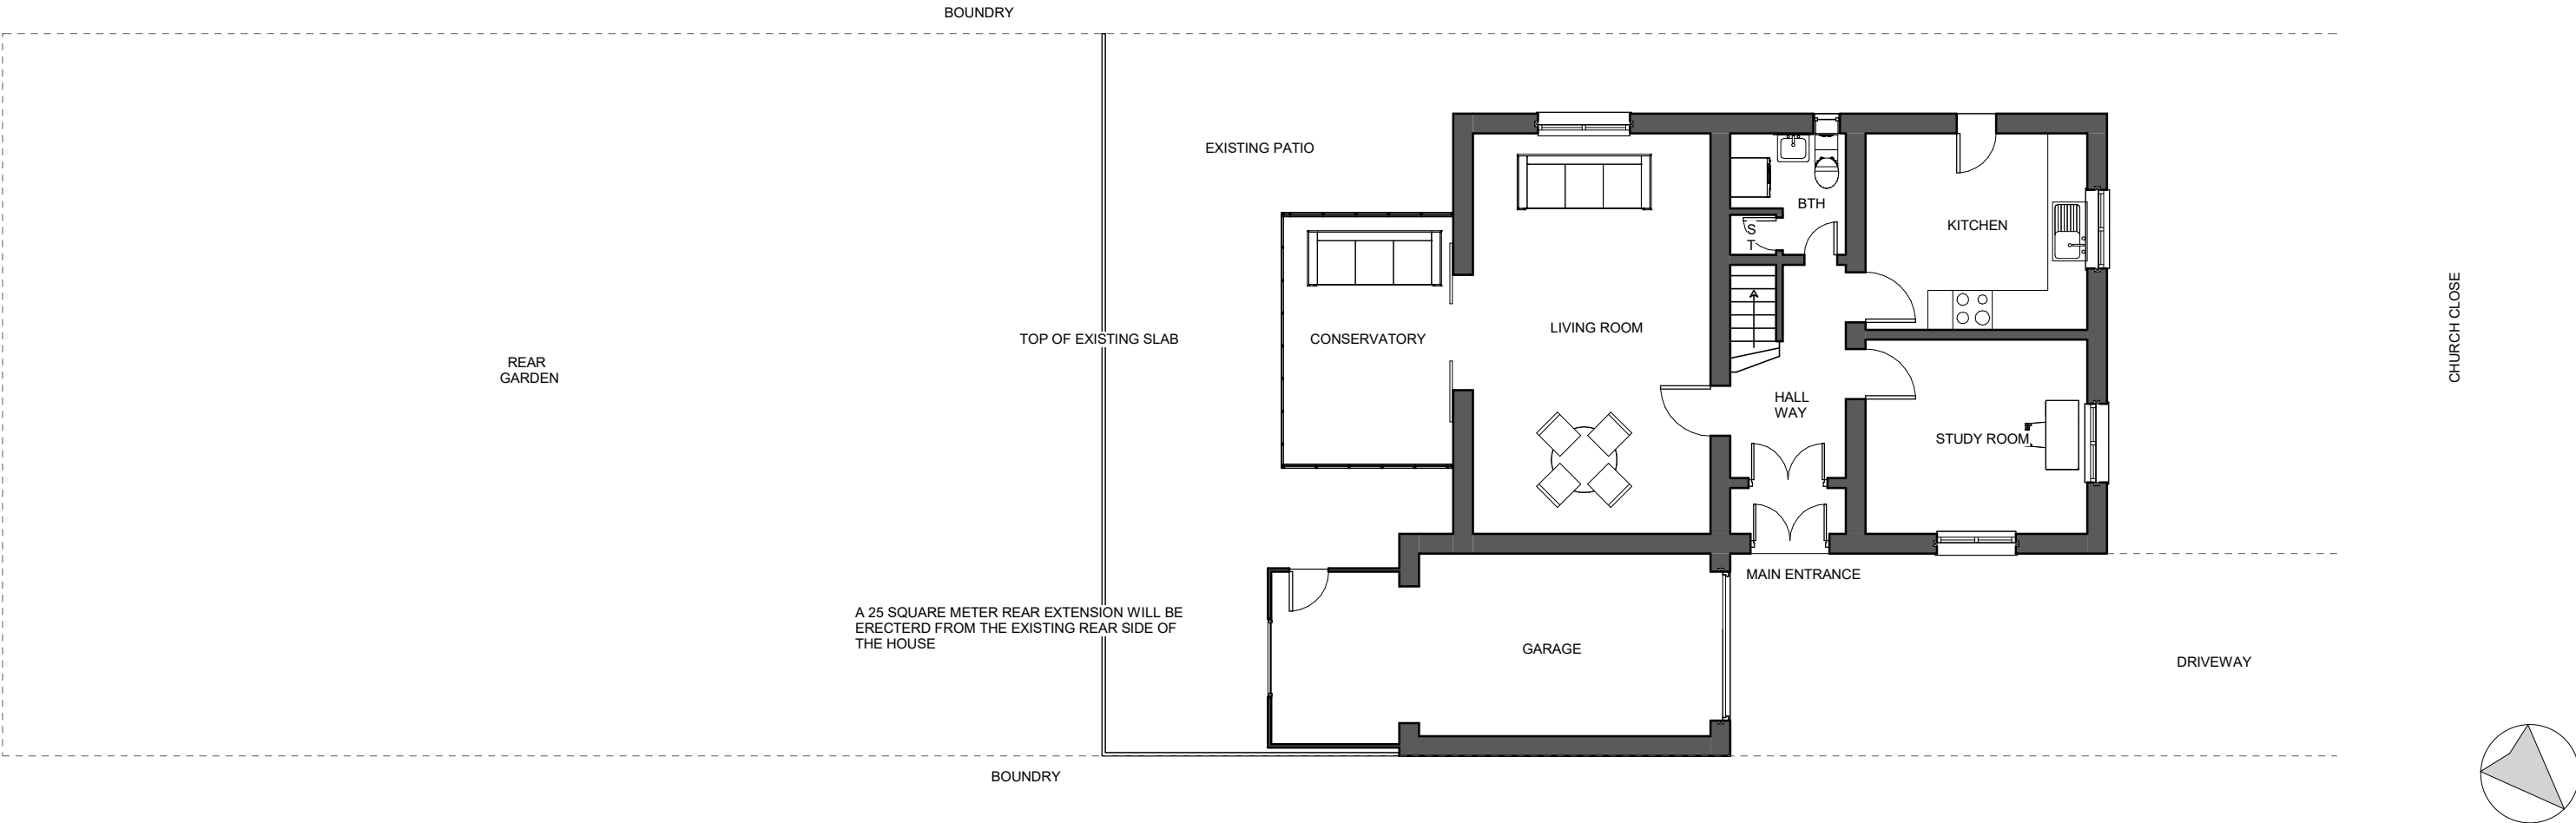 BOUNDRY
EXISTING PATIO
BTH
S
T
KITCHEN
CHURCH CLOSE
LIVING ROOM
TOP OF EXISTING SLAB
CONSERVATORY
REAR
GARDEN
HALL
WAY
STUDY ROOM
MAIN ENTRANCE
A 25 SQUARE METER REAR EXTENSION WILL BE
ERECTERD FROM THE EXISTING REAR SIDE OF
THE HOUSE
GARAGE
DRIVEWAY
BOUNDRY